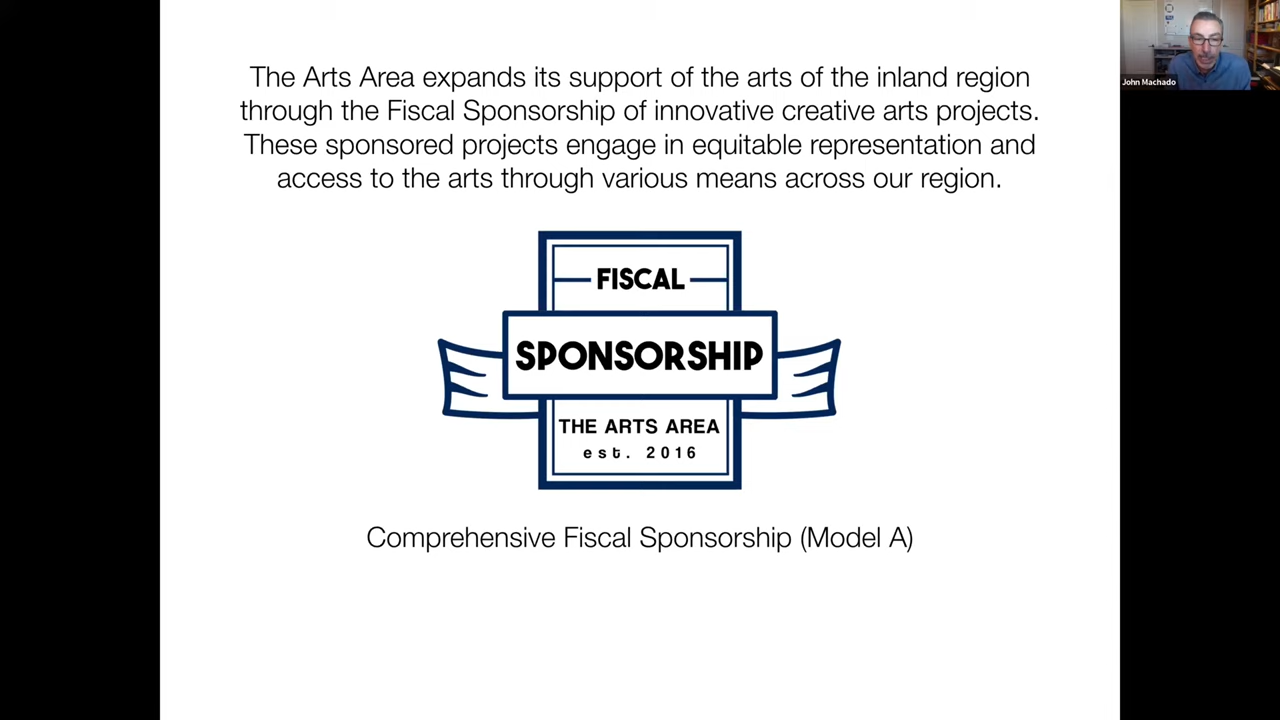 The Arts Area expands its support of the arts of the inland region
through the Fiscal Sponsorship of innovative creative arts projects.
These sponsored projects engage in equitable representation and
access to the arts through various means across our region.
John Machado
FISCAL
SPONSORSHIP
THE ARTS AREA
est. 2016
Comprehensive Fiscal Sponsorship (Model A)